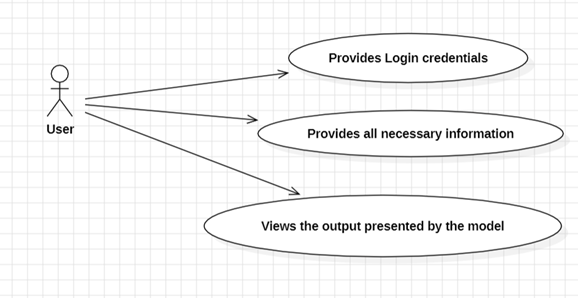 Provides Login credentials
User
Provides all necessary information
Views the output presented by the model